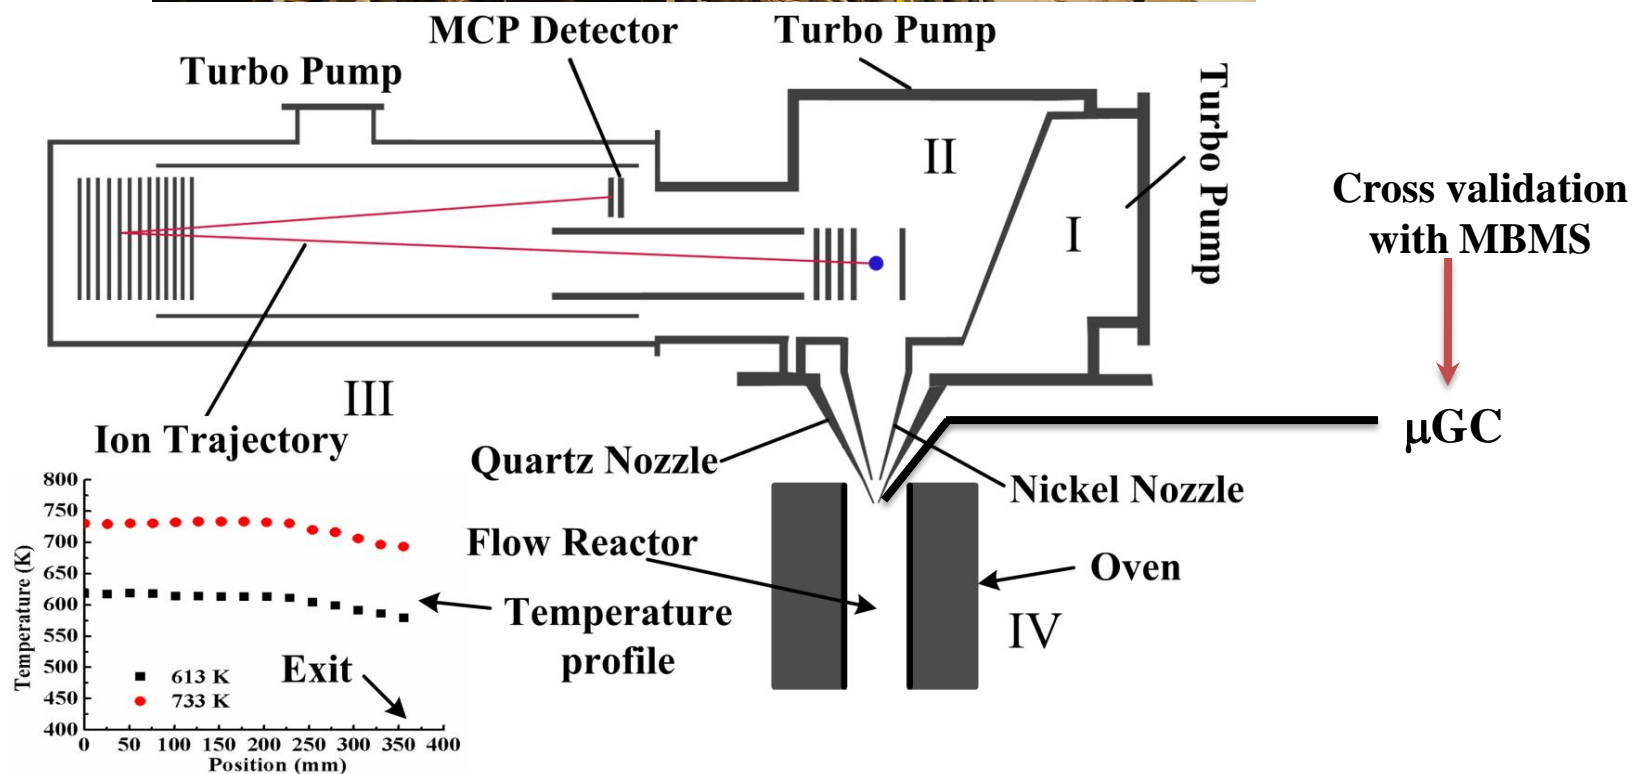 MCP Detector
Turbo Pump
Turbo Pump
Turbo Pump
II
I
Cross validation
with MBMS
III
Ion Trajectory
Quartz Nozzle
μGC
Nickel Nozzle
Flow Reactor
Oven
IV
Temperature
profile
Exit
613 K
733 K
Temperature (K)
800
750
700
650
600
550
500
450
400
0 50 100 150 200 250 300 350 400
Position (mm)